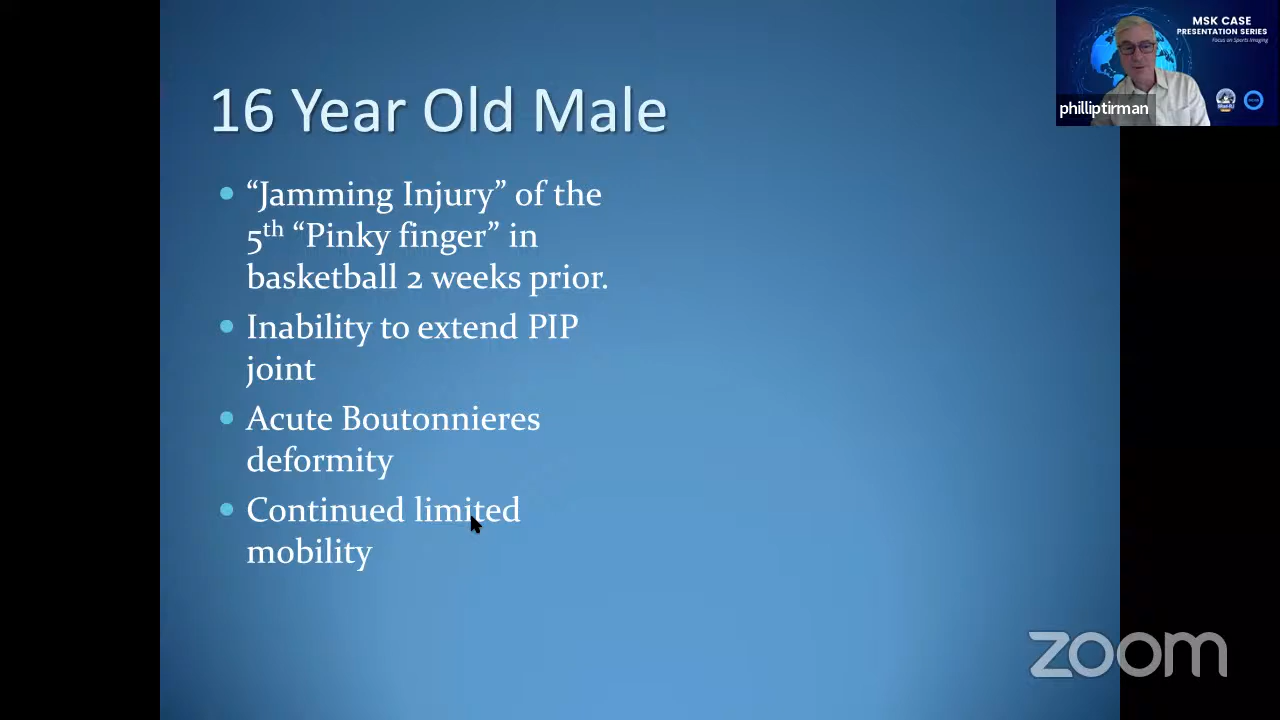 16 Year Old Male
“Jamming Injury” of the
5th “Pinky finger” in
basketball 2 weeks prior.
Inability to extend PIP
joint
Acute Boutonnieres
deformity
Continued limited
mobility
MSK CASE
PRESENTATION SERIES
Focus on Sports Imaging
philliptirman
zoom